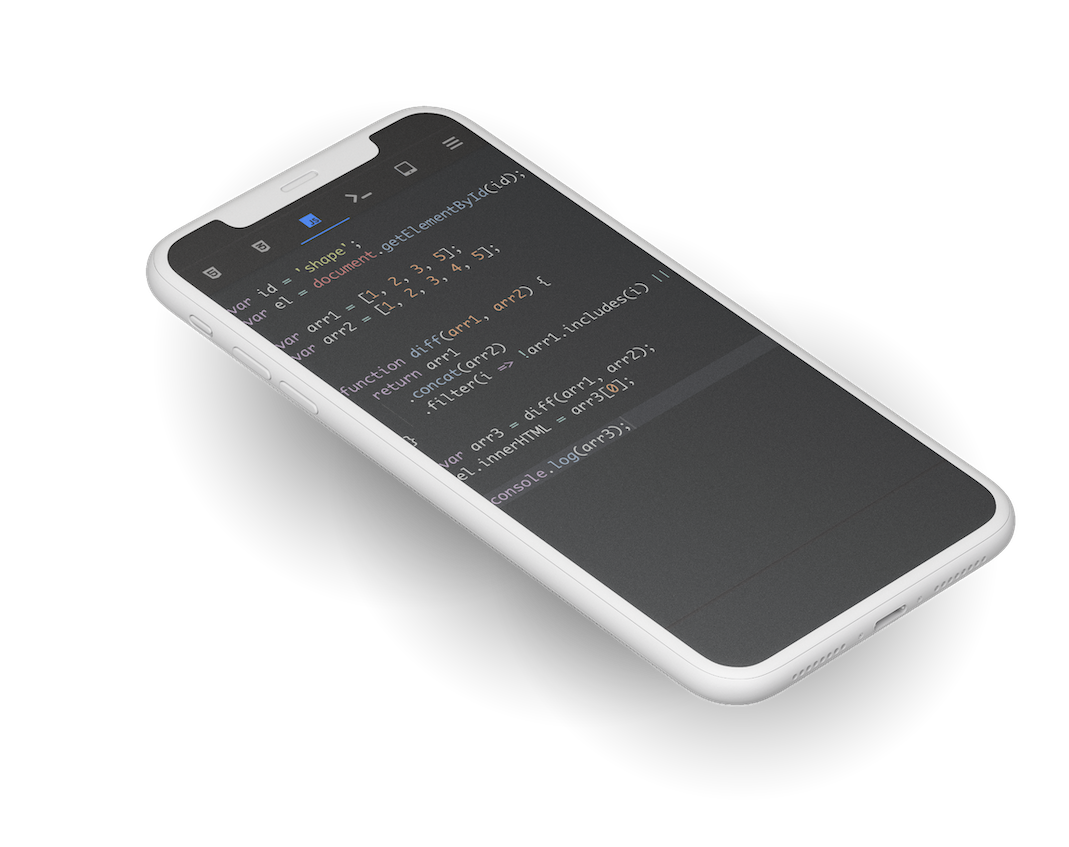 JS
var id = 'shape';
var el = document.getElementById(id);
var arr1 = [1, 2, 3, 5];
var arr2 = [1, 2, 3, 4, 5];
function diff(arr1, arr2) {
return arr1
.concat(arr2)
.filter(i => !arr1.includes(i) ||
}
var arr3 = diff(arr1, arr2);
el.innerHTML = arr3[0];
console.log(arr3);